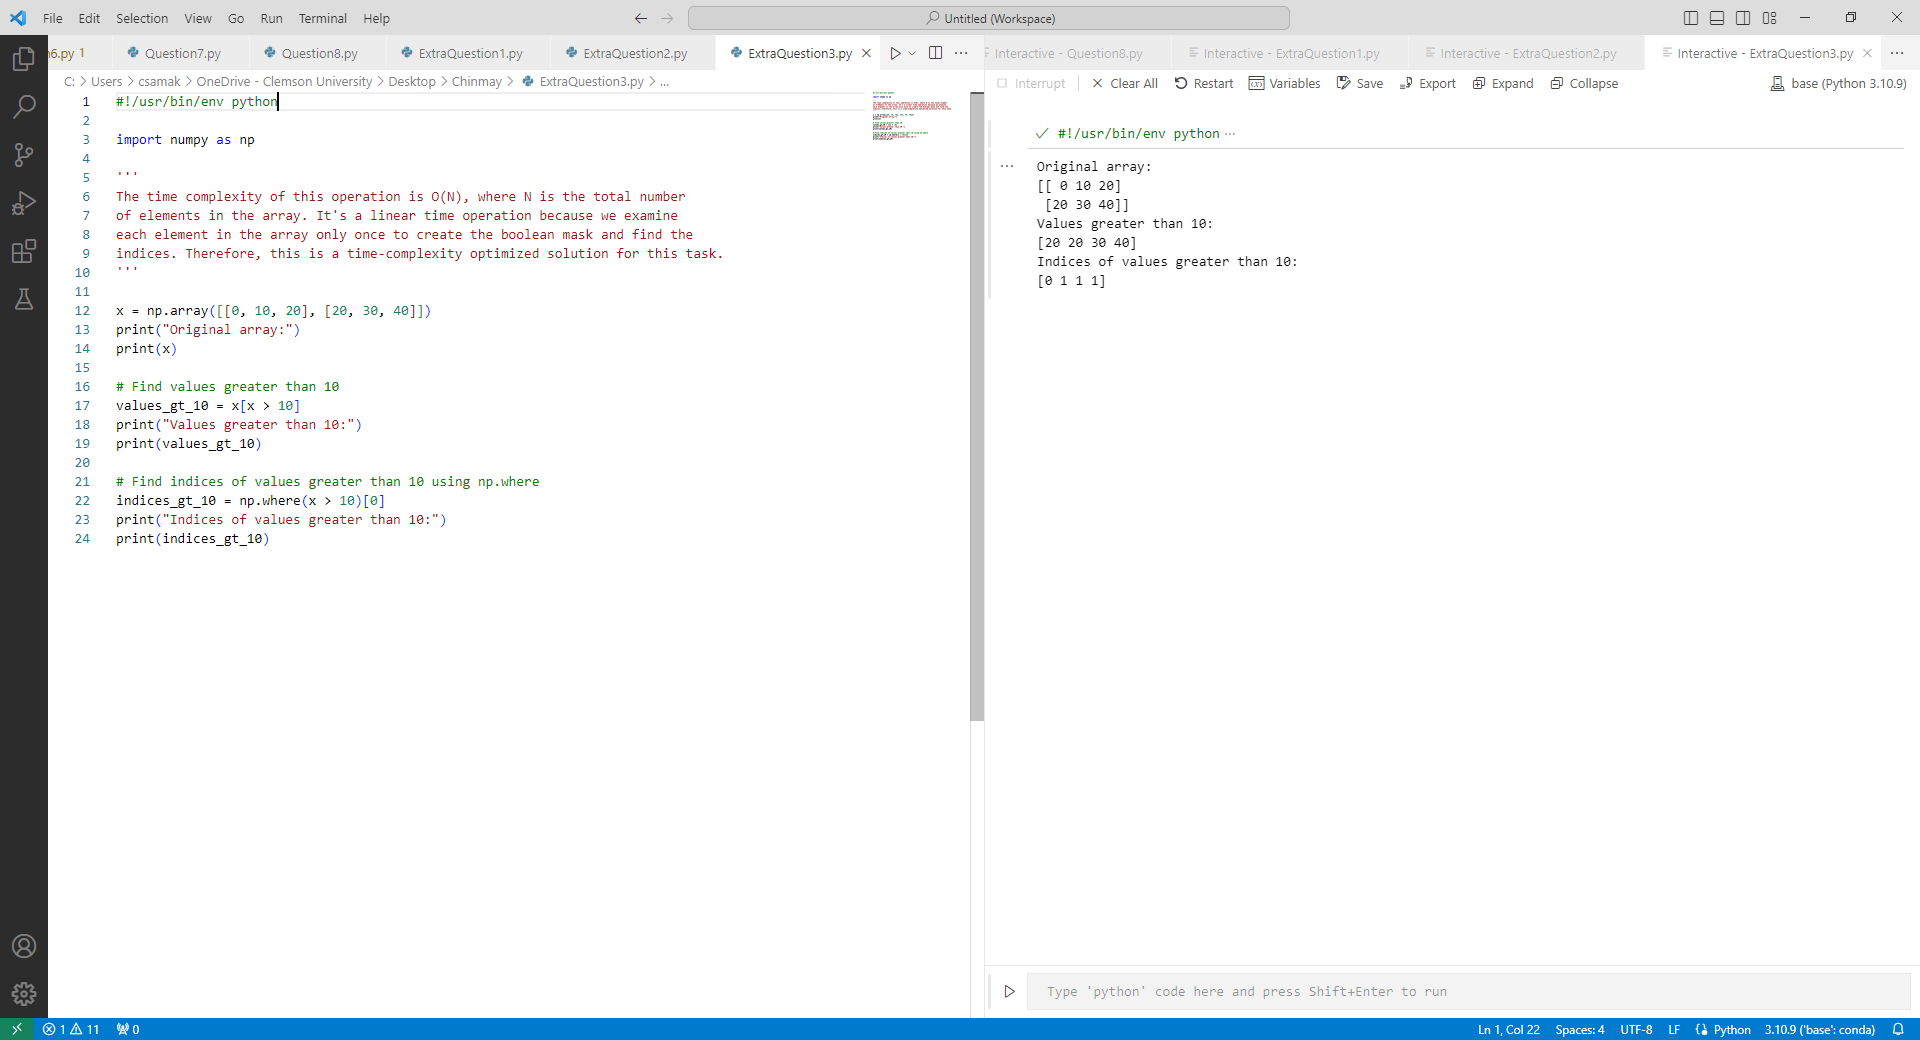 File Edit Selection View Go Run Terminal Help
Untitled (Workspace)
n6.py 1 Question7.py Question8.py ExtraQuestion1.py ExtraQuestion2.py ExtraQuestion3.py
Interactive - Question8.py Interactive - ExtraQuestion1.py Interactive - ExtraQuestion2.py Interactive - ExtraQuestion3.py
C: > Users > csamak > OneDrive - Clemson University > Desktop > Chinmay > ExtraQuestion3.py > ...
1 #!/usr/bin/env python
2
3 import numpy as np
4
5 '''
6 The time complexity of this operation is O(N), where N is the total number
7 of elements in the array. It's a linear time operation because we examine
8 each element in the array only once to create the boolean mask and find the
9 indices. Therefore, this is a time-complexity optimized solution for this task.
10 '''
11
12 x = np.array([[0, 10, 20], [20, 30, 40]])
13 print("Original array:")
14 print(x)
15
16 # Find values greater than 10
17 values_gt_10 = x[x > 10]
18 print("Values greater than 10:")
19 print(values_gt_10)
20
21 # Find indices of values greater than 10 using np.where
22 indices_gt_10 = np.where(x > 10)[0]
23 print("Indices of values greater than 10:")
24 print(indices_gt_10)
Interrupt Clear All Restart Variables Save Export Expand Collapse base (Python 3.10.9)
#!/usr/bin/env python ...
Original array:
[[ 0 10 20]
 [20 30 40]]
Values greater than 10:
[20 20 30 40]
Indices of values greater than 10:
[0 1 1 1]
Type 'python' code here and press Shift+Enter to run
1 11 0
Ln 1, Col 22 Spaces: 4 UTF-8 LF Python 3.10.9 ('base': conda)